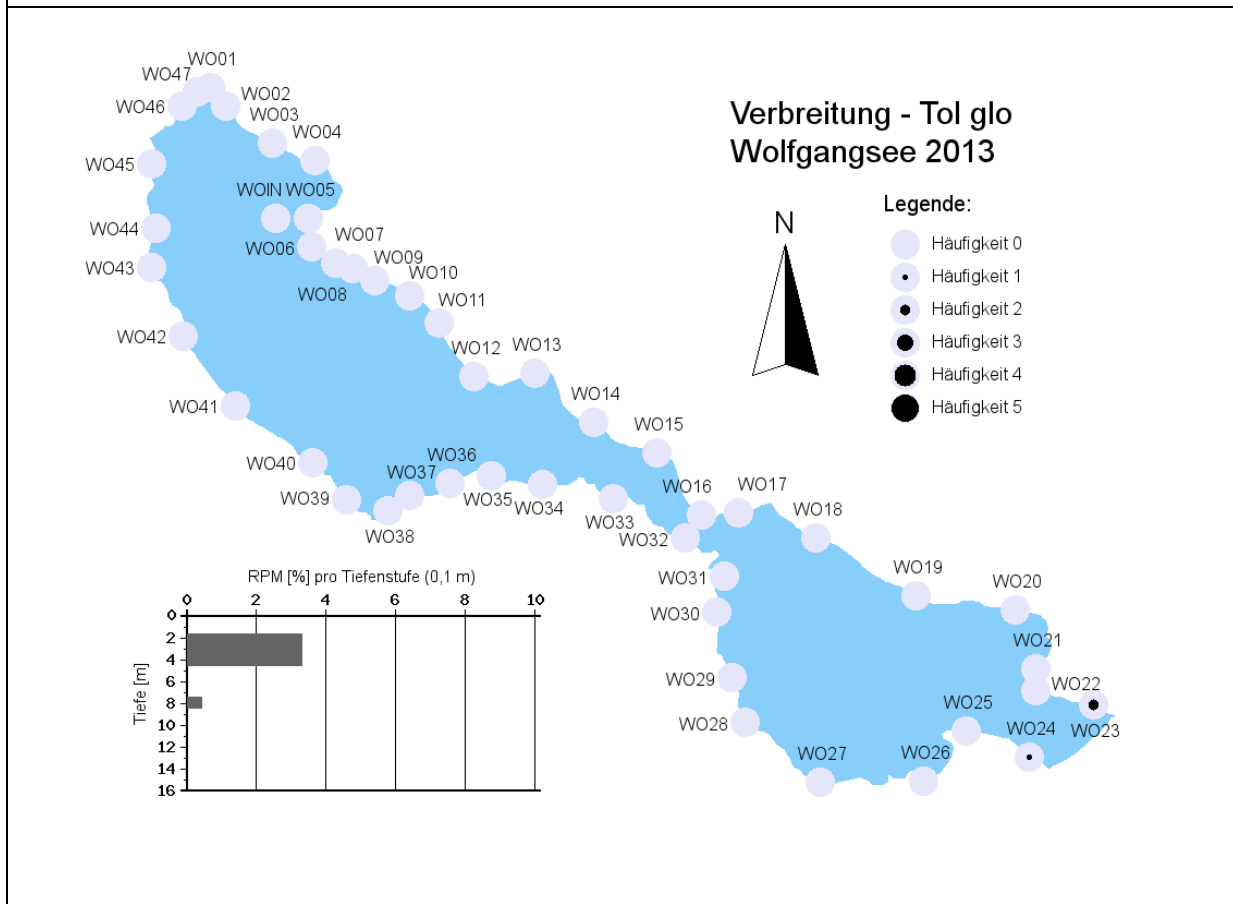 Verbreitung - Tol glo
Wolfgangsee 2013
N
Legende:
Häufigkeit 0
Häufigkeit 1
Häufigkeit 2
Häufigkeit 3
Häufigkeit 4
Häufigkeit 5
WO01
WO47
WO46
WO02
WO03
WO04
WO45
WOIN WO05
WO44
WO06
WO07
WO43
WO09
WO08
WO10
WO11
WO42
WO12
WO13
WO41
WO14
WO15
WO40
WO36
WO37
WO39
WO35
WO34
WO38
WO33
WO16
WO17
WO32
WO18
WO31
WO30
WO19
WO20
WO29
WO21
WO22
WO28
WO25
WO24
WO23
WO27
WO26
RPM [%] pro Tiefenstufe (0,1 m)
0 2 4 6 8 10
Tiefe [m]
0
2
4
6
8
10
12
14
16